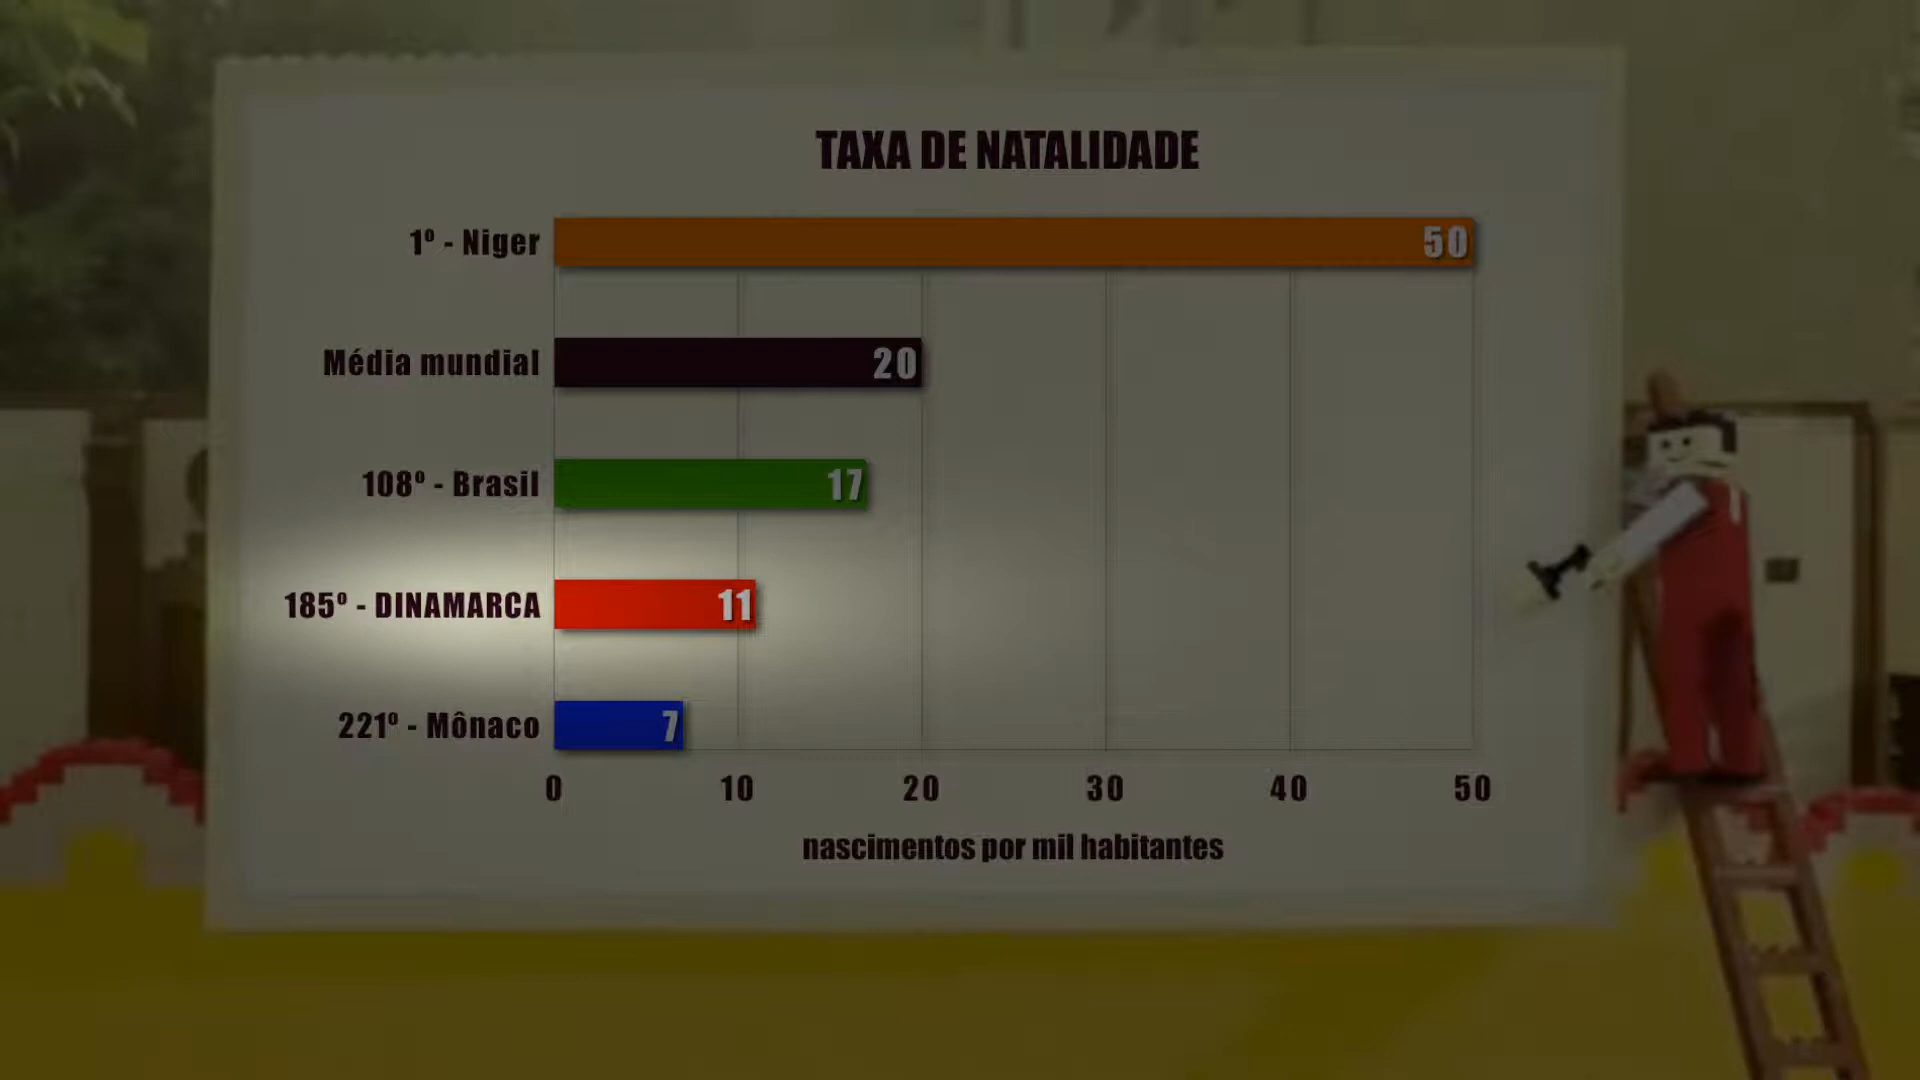 TAXA DE NATALIDADE
1º - Niger 50
Média mundial 20
108º - Brasil 17
185º - DINAMARCA 11
221º - Mônaco 7
0 10 20 30 40 50
nascimentos por mil habitantes